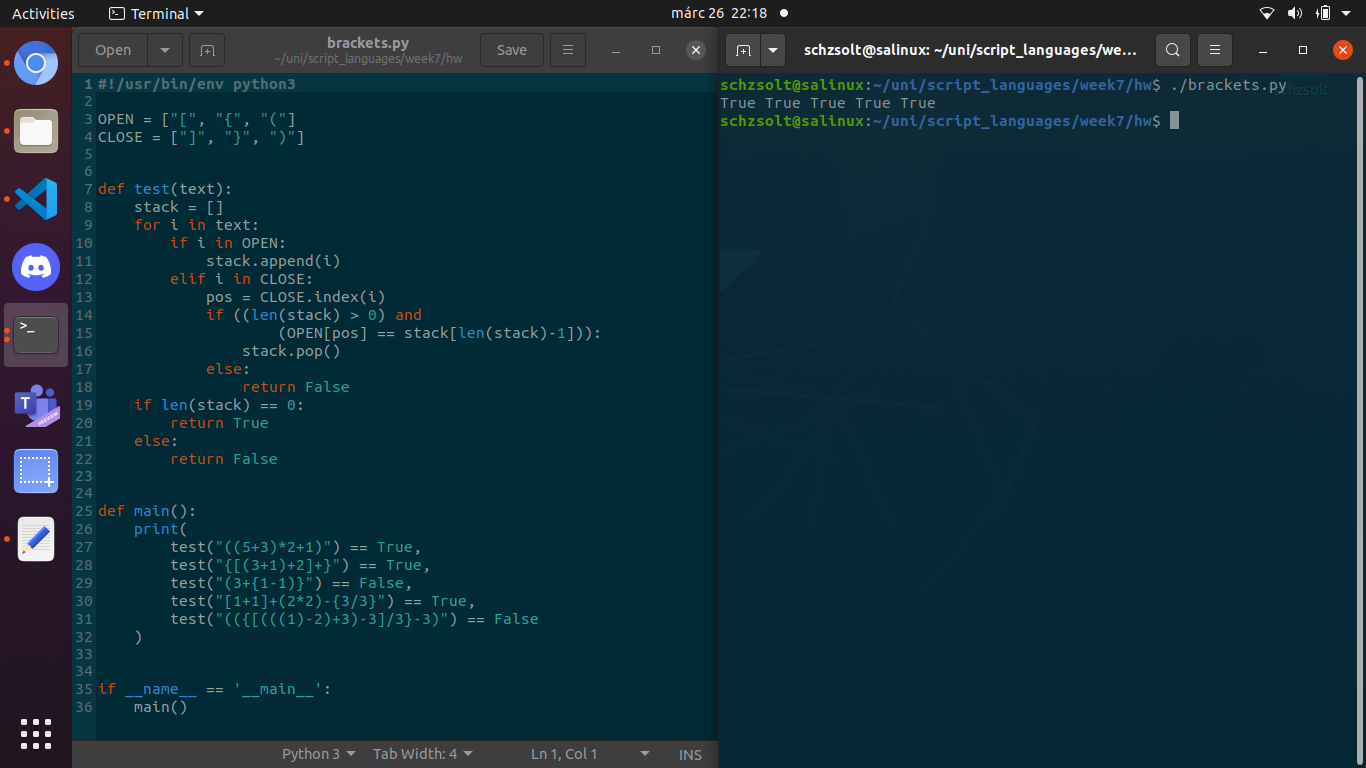 Activities Terminal márc 26 22:18
Open brackets.py Save
~/uni/script_languages/week7/hw
1 #!/usr/bin/env python3
2
3 OPEN = ["[", "{", "("]
4 CLOSE = ["]", "}", ")"]
5
6
7 def test(text):
8     stack = []
9     for i in text:
10         if i in OPEN:
11             stack.append(i)
12         elif i in CLOSE:
13             pos = CLOSE.index(i)
14             if ((len(stack) > 0) and
15                     (OPEN[pos] == stack[len(stack)-1])):
16                 stack.pop()
17             else:
18                 return False
19     if len(stack) == 0:
20         return True
21     else:
22         return False
23
24
25 def main():
26     print(
27         test("((5+3)*2+1)") == True,
28         test("{[(3+1)+2]+}") == True,
29         test("(3+{1-1)}") == False,
30         test("[1+1]+(2*2)-{3/3}") == True,
31         test("(({[(((1)-2)+3)-3]/3}-3)") == False
32     )
33
34
35 if __name__ == '__main__':
36     main()
Python 3 Tab Width: 4 Ln 1, Col 1 INS
schzsolt@salinux: ~/uni/script_languages/we...
schzsolt@salinux:~/uni/script_languages/week7/hw$ ./brackets.py
True True True True True
schzsolt@salinux:~/uni/script_languages/week7/hw$
>_
T
PREVIEW